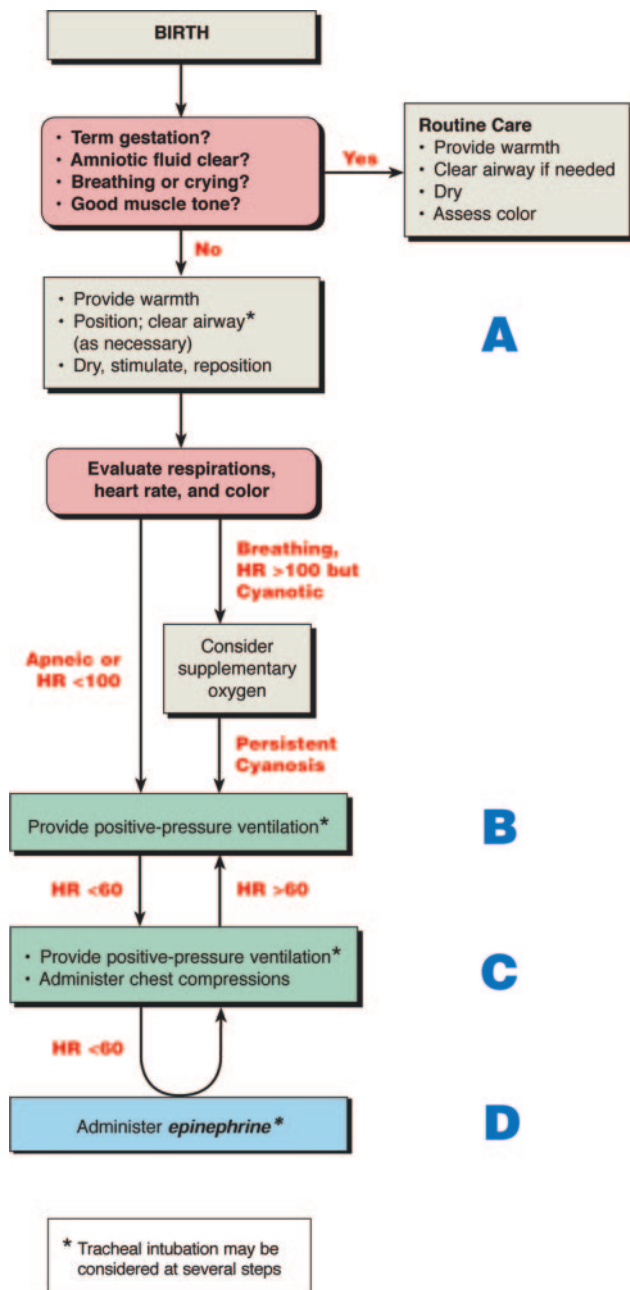 BIRTH
• Term gestation?
• Amniotic fluid clear?
• Breathing or crying?
• Good muscle tone?
Yes
Routine Care
• Provide warmth
• Clear airway if needed
• Dry
• Assess color
No
• Provide warmth
• Position; clear airway*
(as necessary)
• Dry, stimulate, reposition
A
Evaluate respirations,
heart rate, and color
Breathing,
HR >100 but
Cyanotic
Apneic or
HR <100
Consider
supplementary
oxygen
Persistent
Cyanosis
Provide positive-pressure ventilation*
B
HR <60
HR >60
• Provide positive-pressure ventilation*
• Administer chest compressions
C
HR <60
Administer epinephrine*
D
* Tracheal intubation may be
considered at several steps